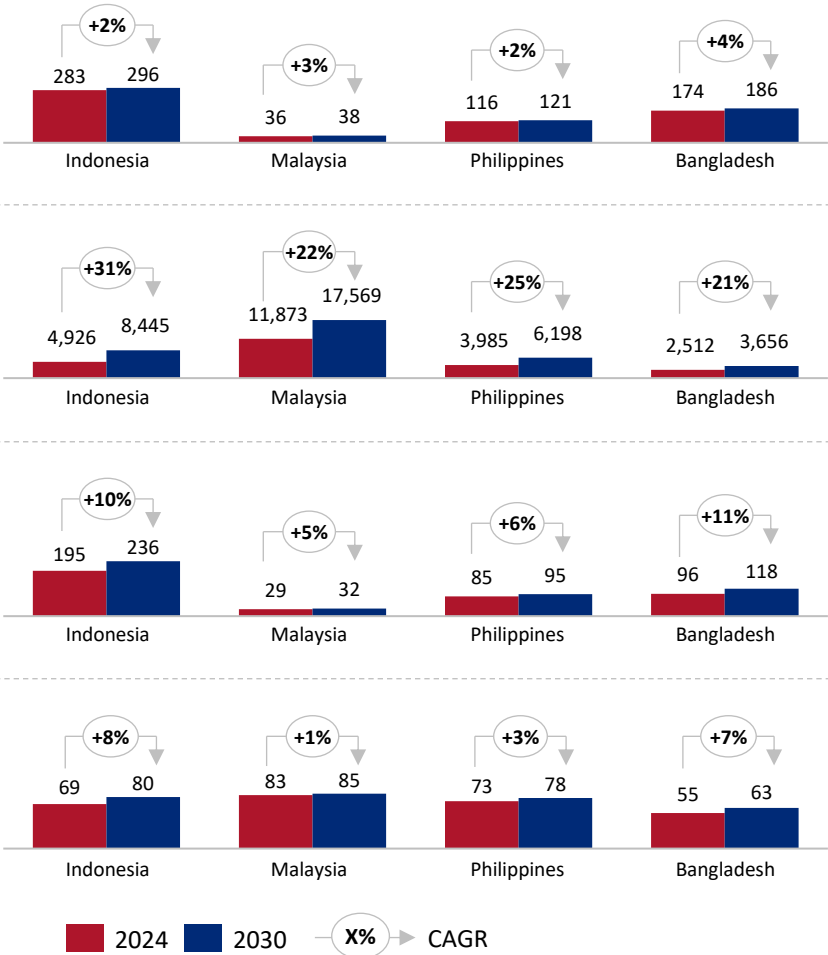 +2%
283 296
Indonesia
+3%
36 38
Malaysia
+2%
116 121
Philippines
+4%
174 186
Bangladesh
+31%
4,926 8,445
Indonesia
+22%
11,873 17,569
Malaysia
+25%
3,985 6,198
Philippines
+21%
2,512 3,656
Bangladesh
+10%
195 236
Indonesia
+5%
29 32
Malaysia
+6%
85 95
Philippines
+11%
96 118
Bangladesh
+8%
69 80
Indonesia
+1%
83 85
Malaysia
+3%
73 78
Philippines
+7%
55 63
Bangladesh
2024 2030 X% CAGR